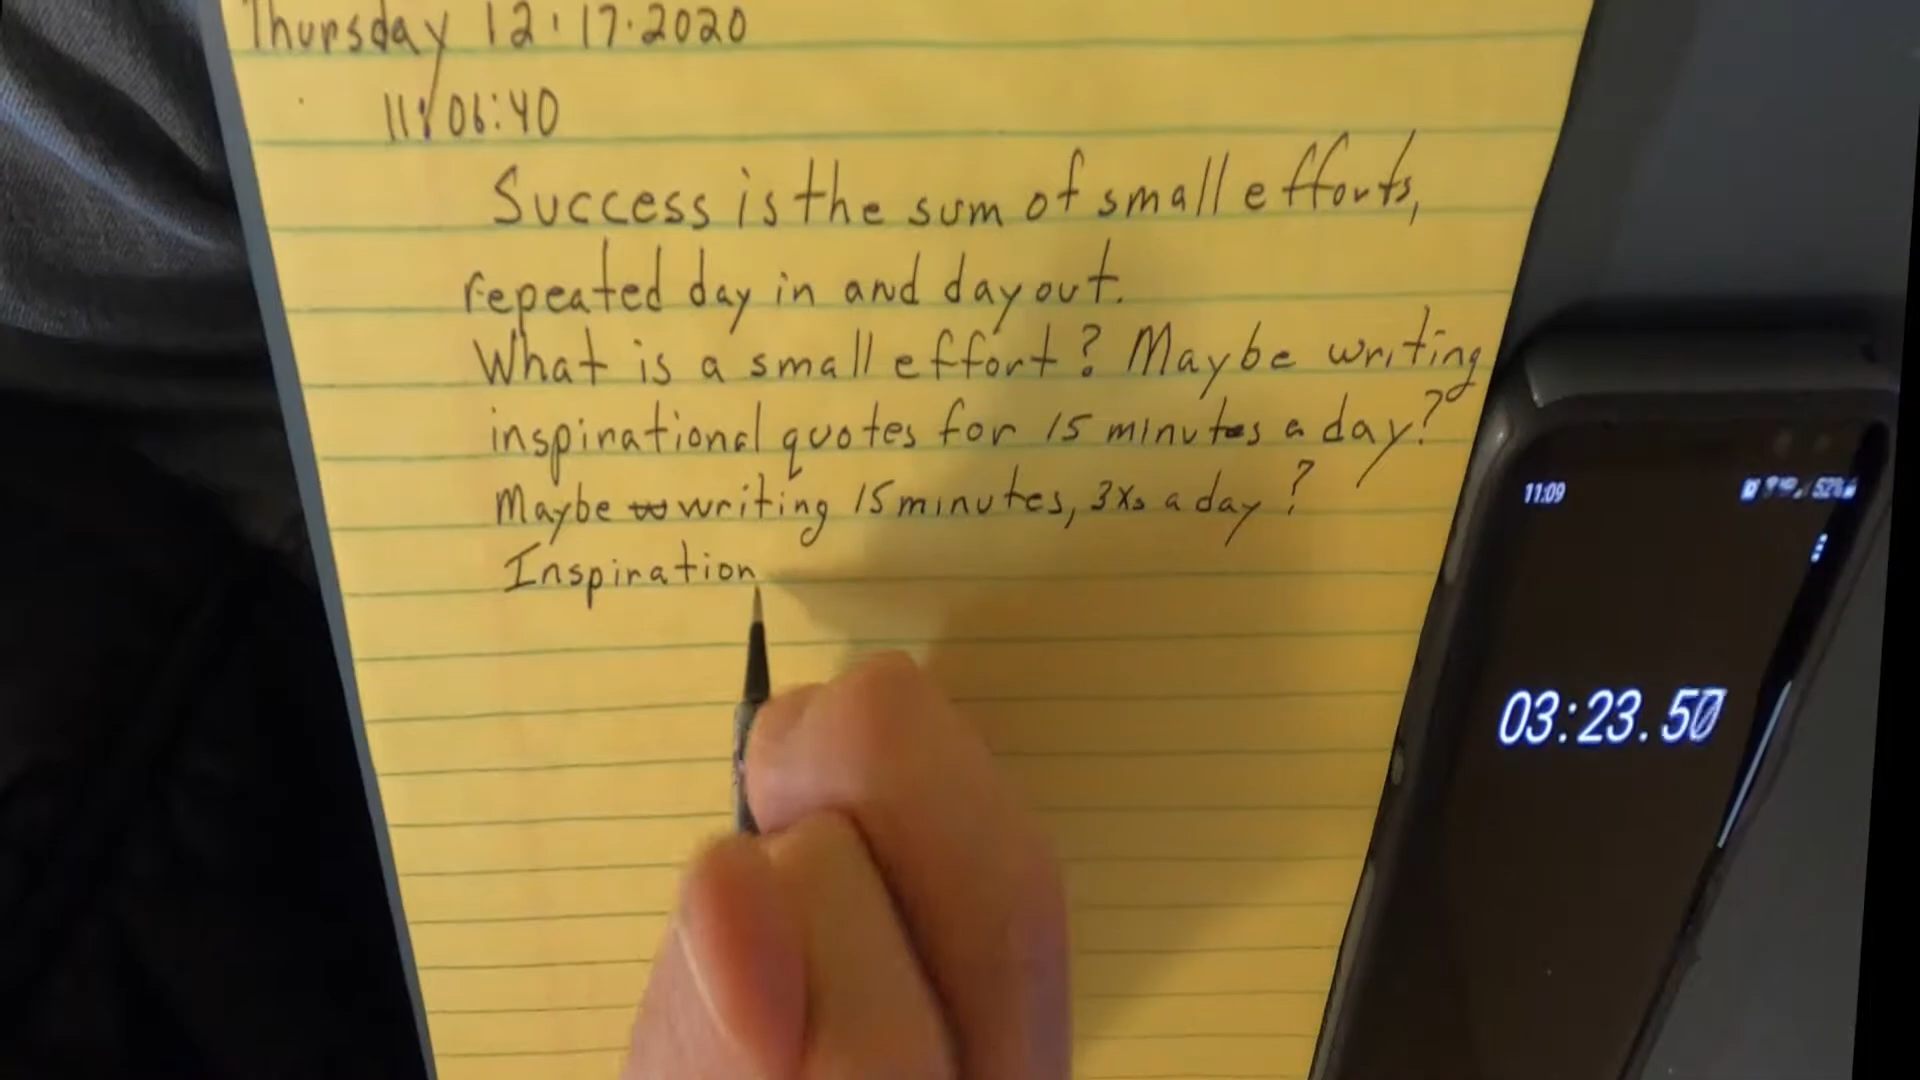 Thursday 12.17.2020
11:06:40
Success is the sum of small efforts,
repeated day in and day out.
What is a small effort? Maybe writing
inspirational quotes for 15 minutes a day?
Maybe writing 15 minutes, 3xs a day?
Inspiration
11:09
52%
03:23.50